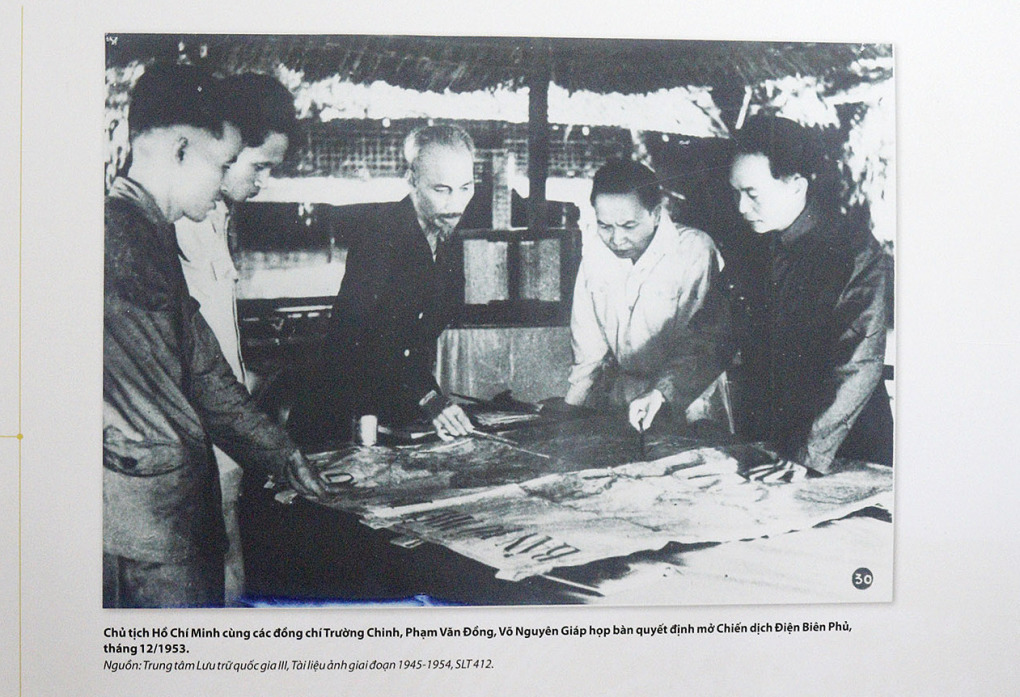 30
Chủ tịch Hồ Chí Minh cùng các đồng chí Trường Chinh, Phạm Văn Đồng, Võ Nguyên Giáp họp bàn quyết định mở Chiến dịch Điện Biên Phủ,
tháng 12/1953.
Nguồn: Trung tâm Lưu trữ quốc gia III, Tài liệu ảnh giai đoạn 1945-1954, SLT 412.